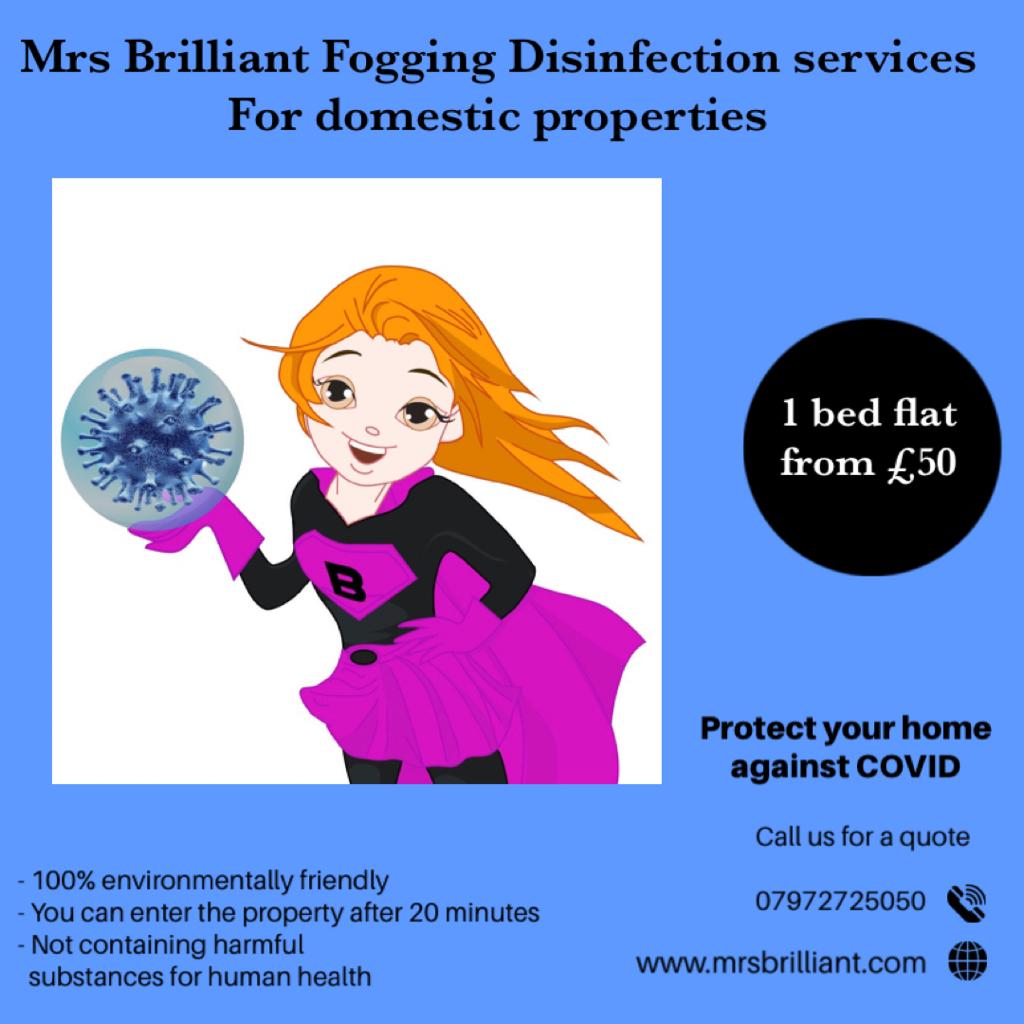 Mrs Brilliant Fogging Disinfection services
For domestic properties
B
1 bed flat
from £50
Protect your home
against COVID
Call us for a quote
07972725050
www.mrsbrilliant.com
- 100% environmentally friendly
- You can enter the property after 20 minutes
- Not containing harmful
substances for human health